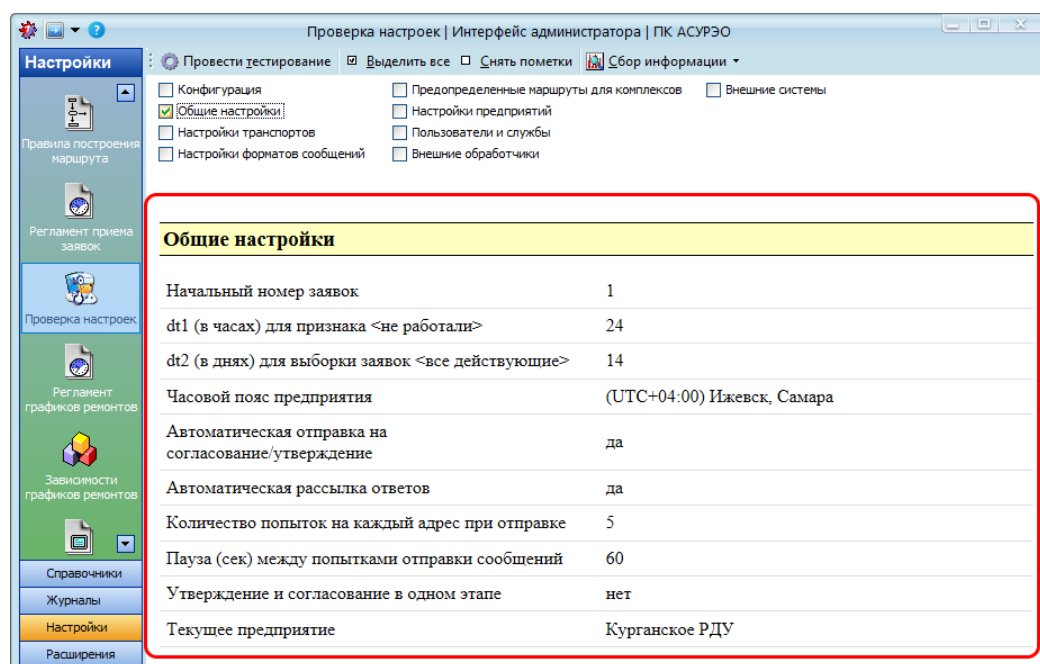 Проверка настроек | Интерфейс администратора | ПК АСУРЭО
Настройки
Провести тестирование
Выделить все
Снять пометки
Сбор информации
Конфигурация
Предопределенные маршруты для комплексов
Внешние системы
Общие настройки
Настройки предприятий
Настройки транспортов
Пользователи и службы
Настройки форматов сообщений
Внешние обработчики
Правила построения
маршрута
Регламент приема
заявок
Проверка настроек
Регламент
графиков ремонтов
Зависимости
графиков ремонтов
Справочники
Журналы
Настройки
Расширения
Общие настройки
Начальный номер заявок 1
dt1 (в часах) для признака <не работали> 24
dt2 (в днях) для выборки заявок <все действующие> 14
Часовой пояс предприятия (UTC+04:00) Ижевск, Самара
Автоматическая отправка на
согласование/утверждение да
Автоматическая рассылка ответов да
Количество попыток на каждый адрес при отправке 5
Пауза (сек) между попытками отправки сообщений 60
Утверждение и согласование в одном этапе нет
Текущее предприятие Курганское РДУ